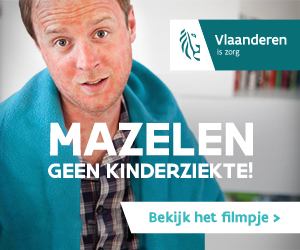 Vlaanderen
is zorg
MAZELEN
GEEN KINDERZIEKTE!
Bekijk het filmpje >